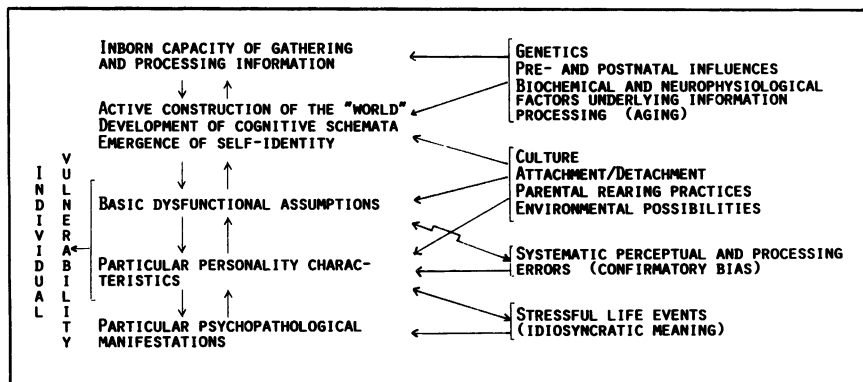 INBORN CAPACITY OF GATHERING
AND PROCESSING INFORMATION
ACTIVE CONSTRUCTION OF THE "WORLD"
DEVELOPMENT OF COGNITIVE SCHEMATA
EMERGENCE OF SELF-IDENTITY
BASIC DYSFUNCTIONAL ASSUMPTIONS
PARTICULAR PERSONALITY CHARAC-
TERISTICS
PARTICULAR PSYCHOPATHOLOGICAL
MANIFESTATIONS
INDIVIDUAL
VULNERABILITY
GENETICS
PRE- AND POSTNATAL INFLUENCES
BIOCHEMICAL AND NEUROPHYSIOLOGICAL
FACTORS UNDERLYING INFORMATION
PROCESSING (AGING)
CULTURE
ATTACHMENT/DETACHMENT
PARENTAL REARING PRACTICES
ENVIRONMENTAL POSSIBILITIES
SYSTEMATIC PERCEPTUAL AND PROCESSING
ERRORS (CONFIRMATORY BIAS)
STRESSFUL LIFE EVENTS
(IDIOSYNCRATIC MEANING)